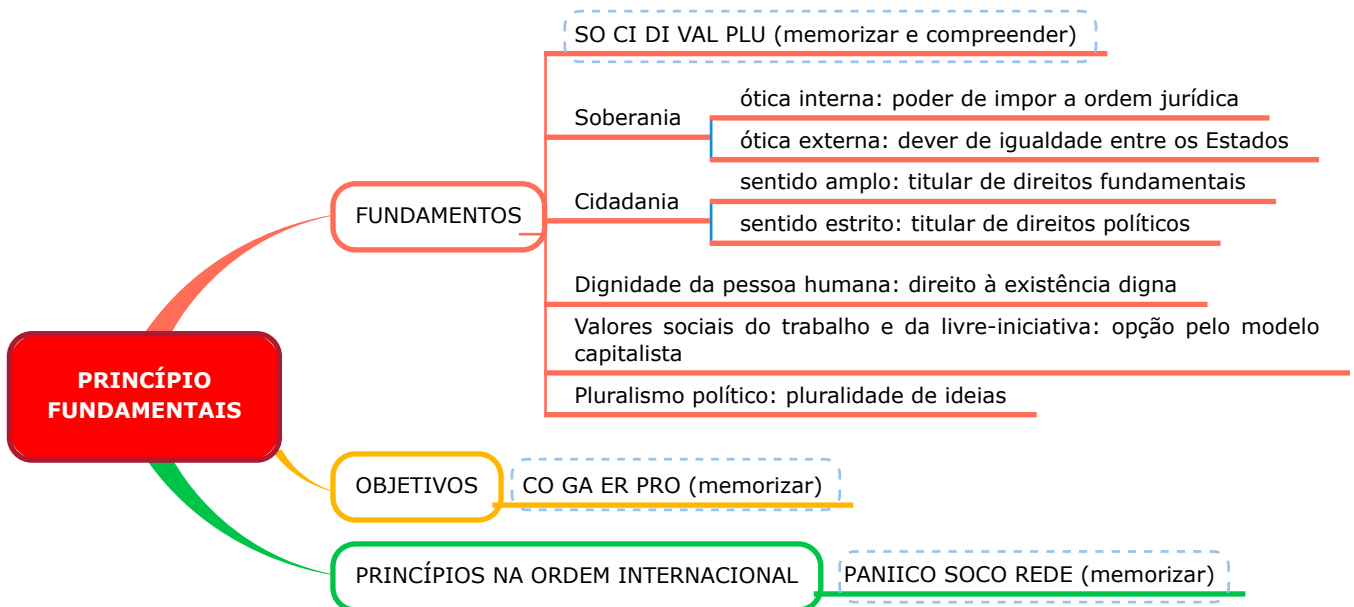 SO CI DI VAL PLU (memorizar e compreender)
Soberania
ótica interna: poder de impor a ordem jurídica
ótica externa: dever de igualdade entre os Estados
FUNDAMENTOS
Cidadania
sentido amplo: titular de direitos fundamentais
sentido estrito: titular de direitos políticos
Dignidade da pessoa humana: direito à existência digna
Valores sociais do trabalho e da livre-iniciativa: opção pelo modelo
capitalista
Pluralismo político: pluralidade de ideias
PRINCÍPIO
FUNDAMENTAIS
OBJETIVOS
CO GA ER PRO (memorizar)
PRINCÍPIOS NA ORDEM INTERNACIONAL
PANIICO SOCO REDE (memorizar)